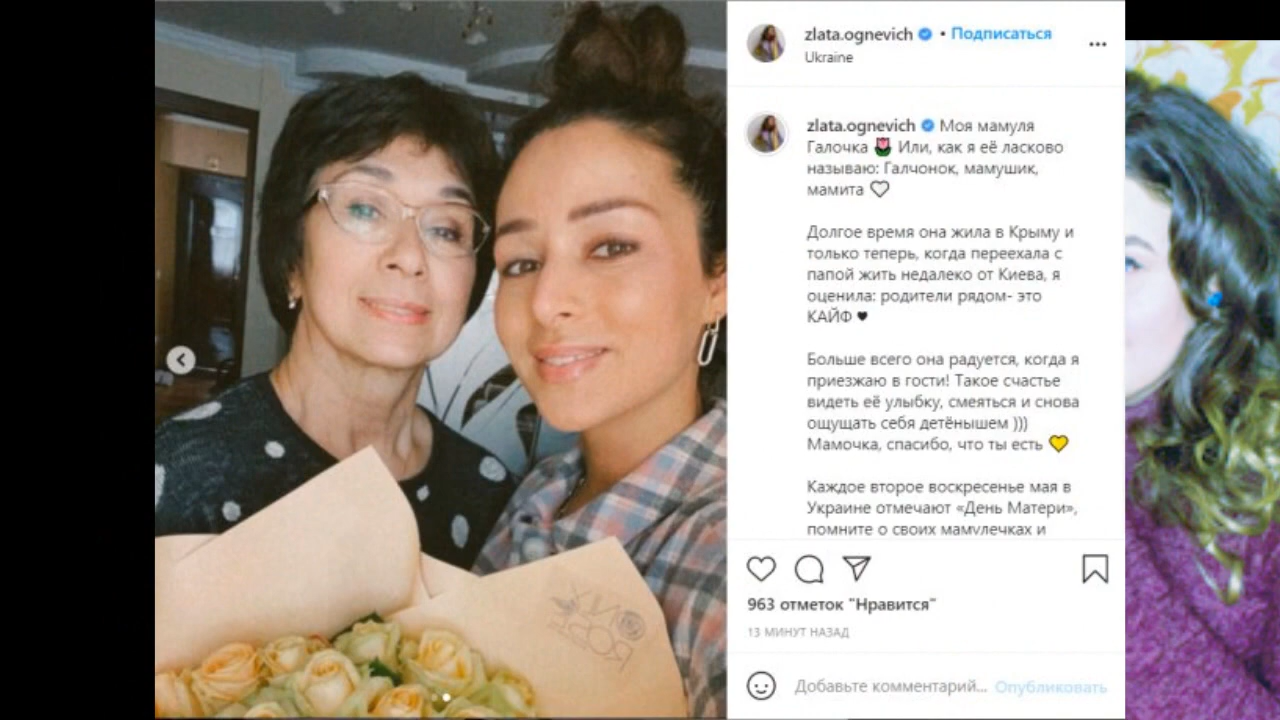 zlata.ognevich • Подписаться
Ukraine
zlata.ognevich Моя мамуля
Галочка 🌷 Или, как я её ласково
называю: Галчонок, мамушик,
мамита ♡
Долгое время она жила в Крыму и
только теперь, когда переехала с
папой жить недалеко от Киева, я
оценила: родители рядом- это
КАЙФ ♥
Больше всего она радуется, когда я
приезжаю в гости! Такое счастье
видеть её улыбку, смеяться и снова
ощущать себя детёнышем )))
Мамочка, спасибо, что ты есть 💛
Каждое второе воскресенье мая в
Украине отмечают «День Матери»,
помните о своих мамулечках и
963 отметок "Нравится"
13 МИНУТ НАЗАД
Добавьте комментарий... Опубликовать